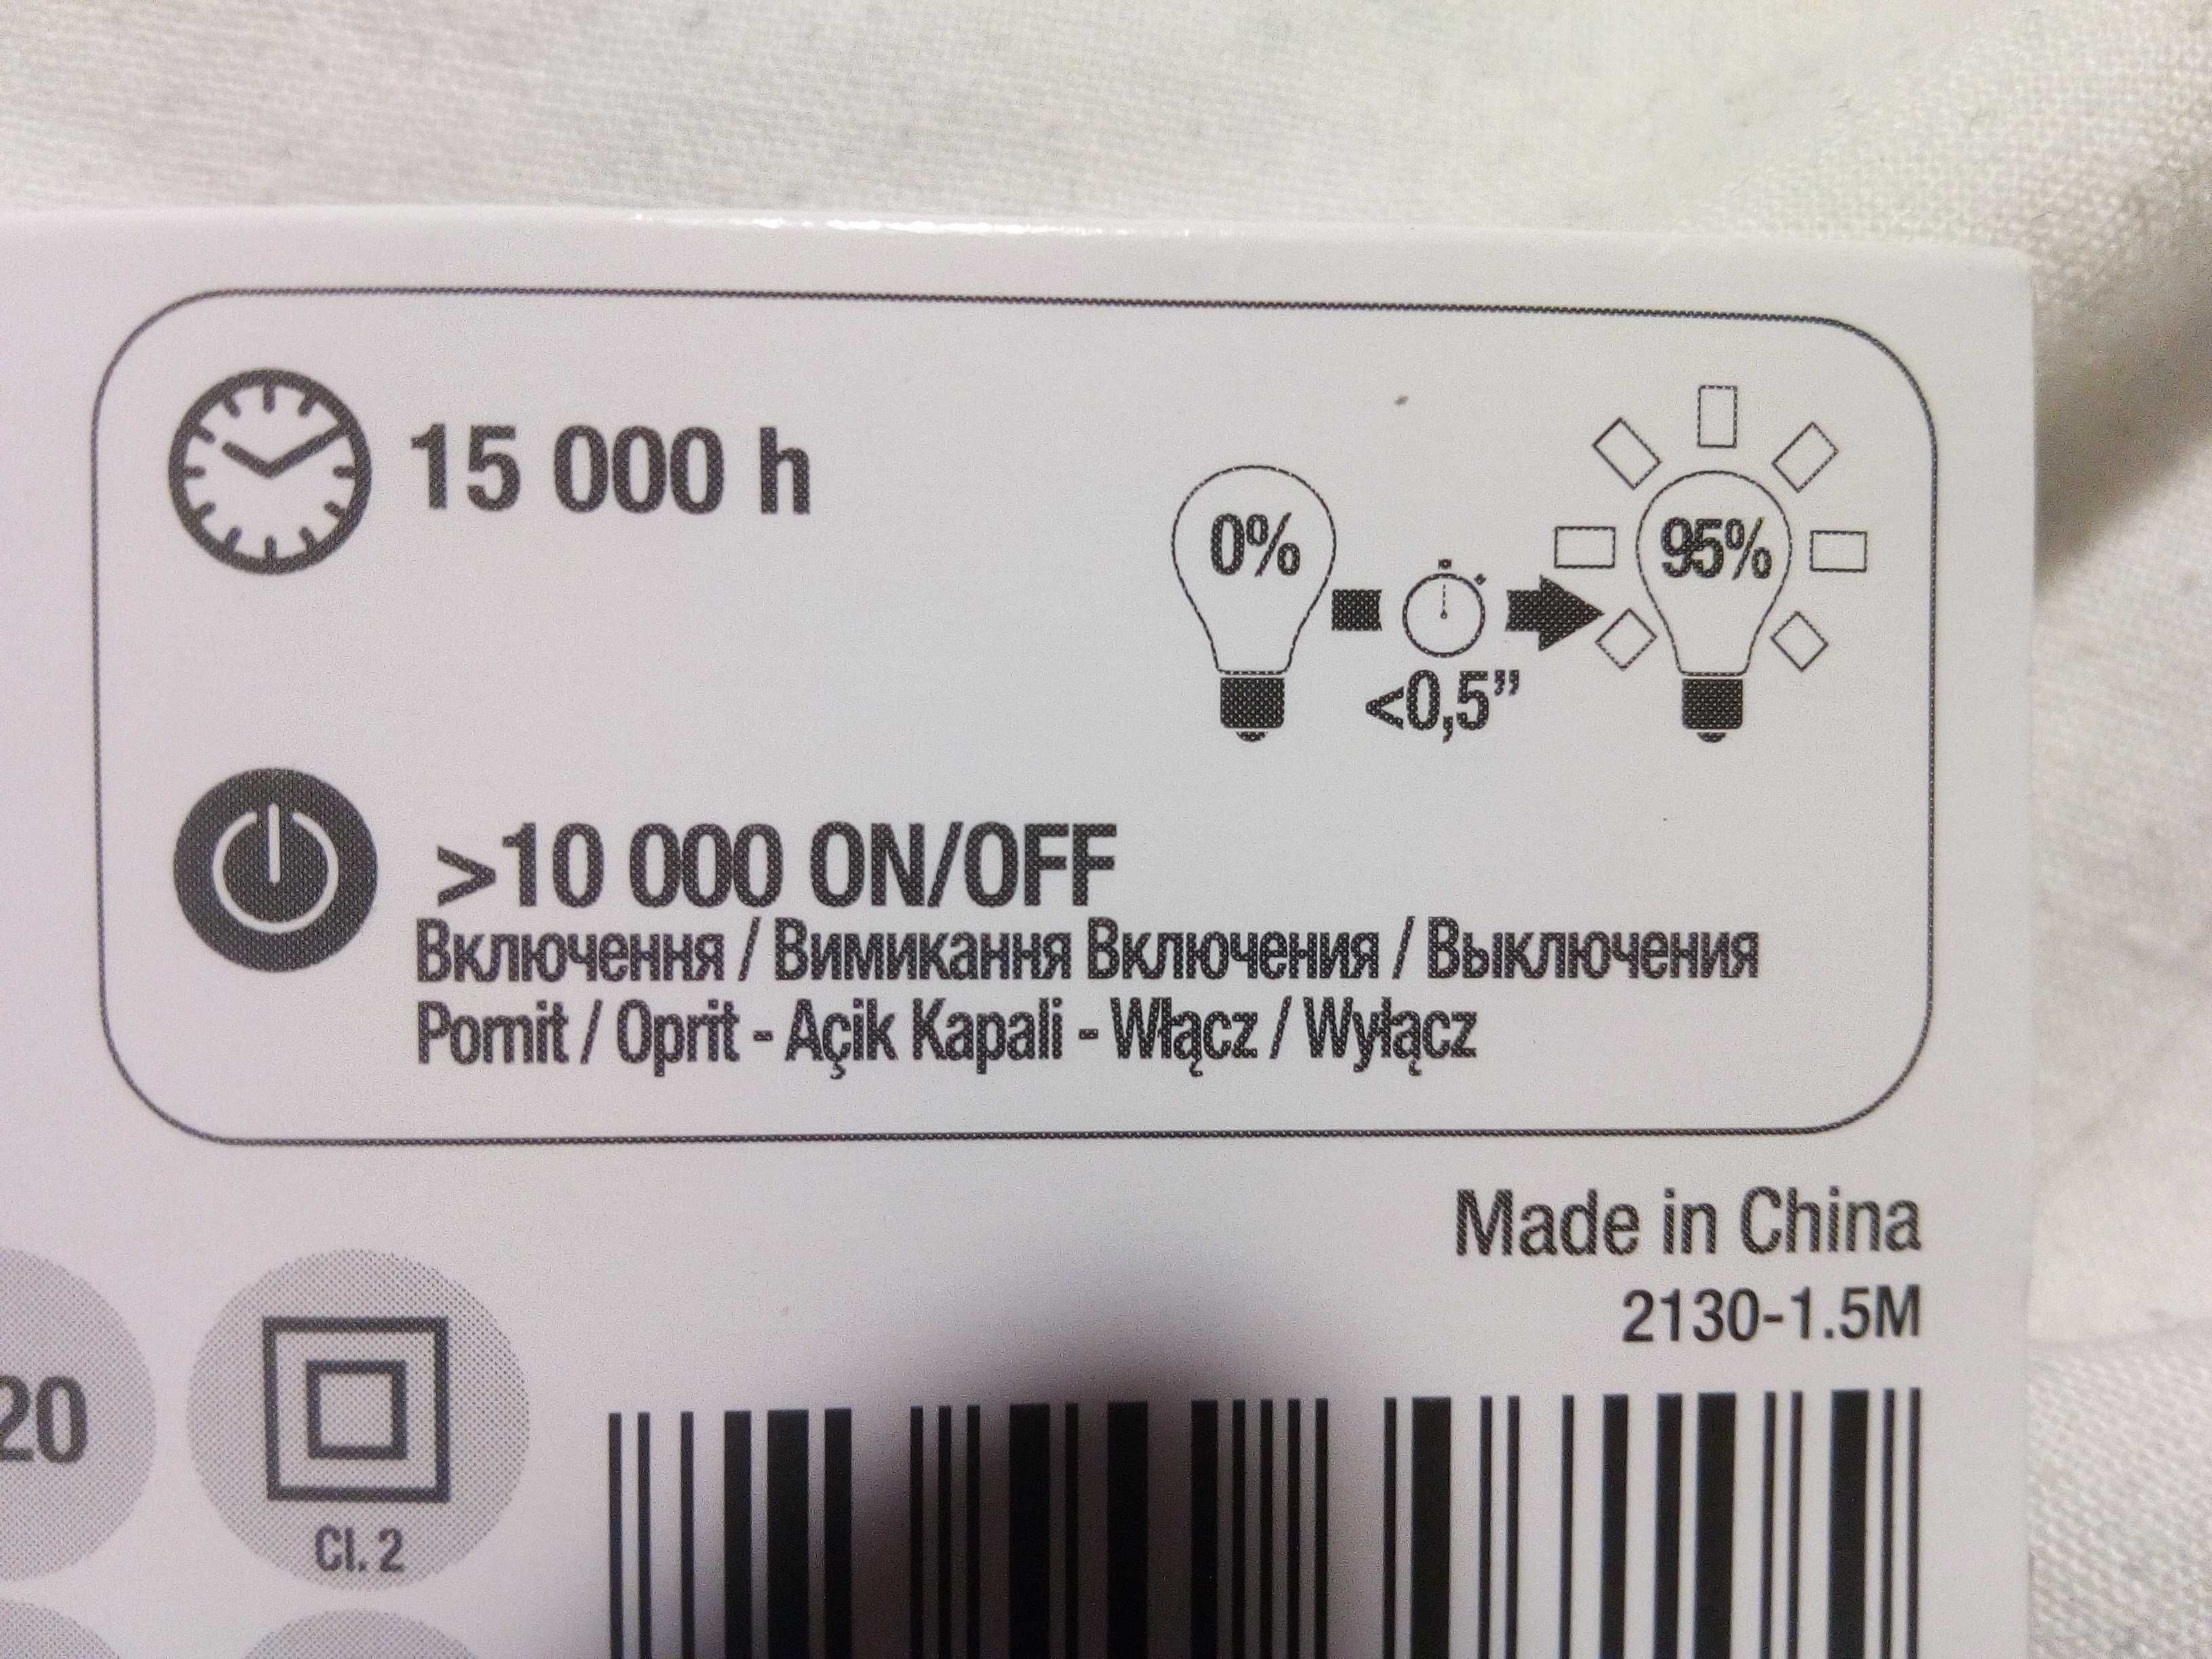 15 000 h
0%
95%
<0,5”
>10 000 ON/OFF
Включення / Вимикання Включения / Выключения
Pornit / Oprit - Açik Kapali - Włącz / Wyłącz
Made in China
2130-1.5M
20
Cl. 2